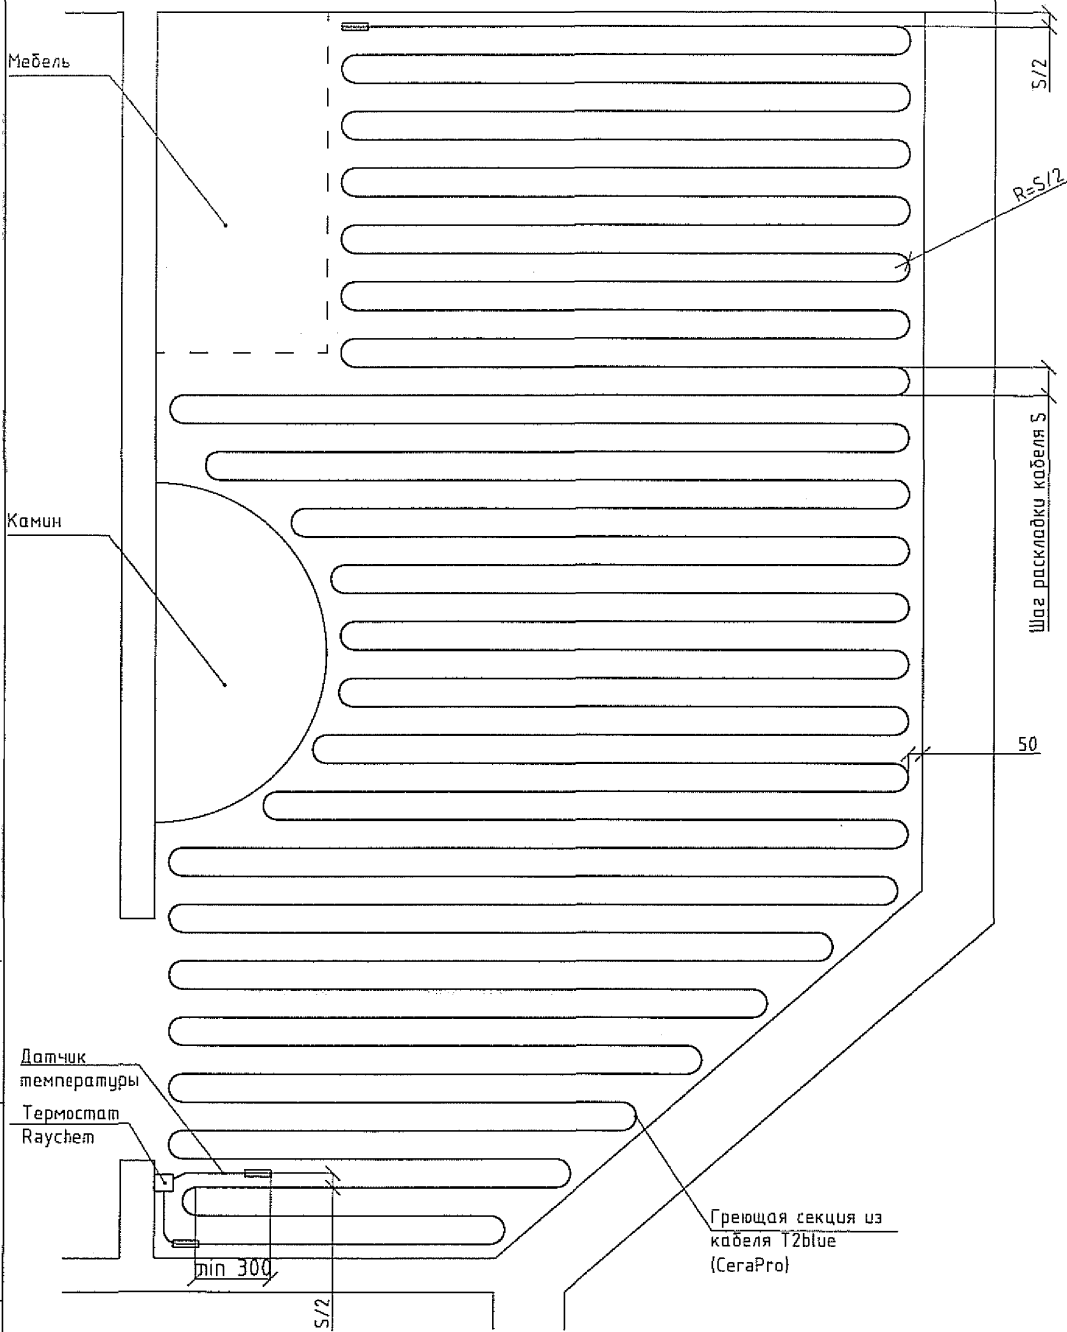 Мебель
S/2
R=S/2
Шаг раскладки кабеля S
Камин
50
Датчик
температуры
Термостат
Raychem
min 300
S/2
Греющая секция из
кабеля T2blue
(CeraPro)